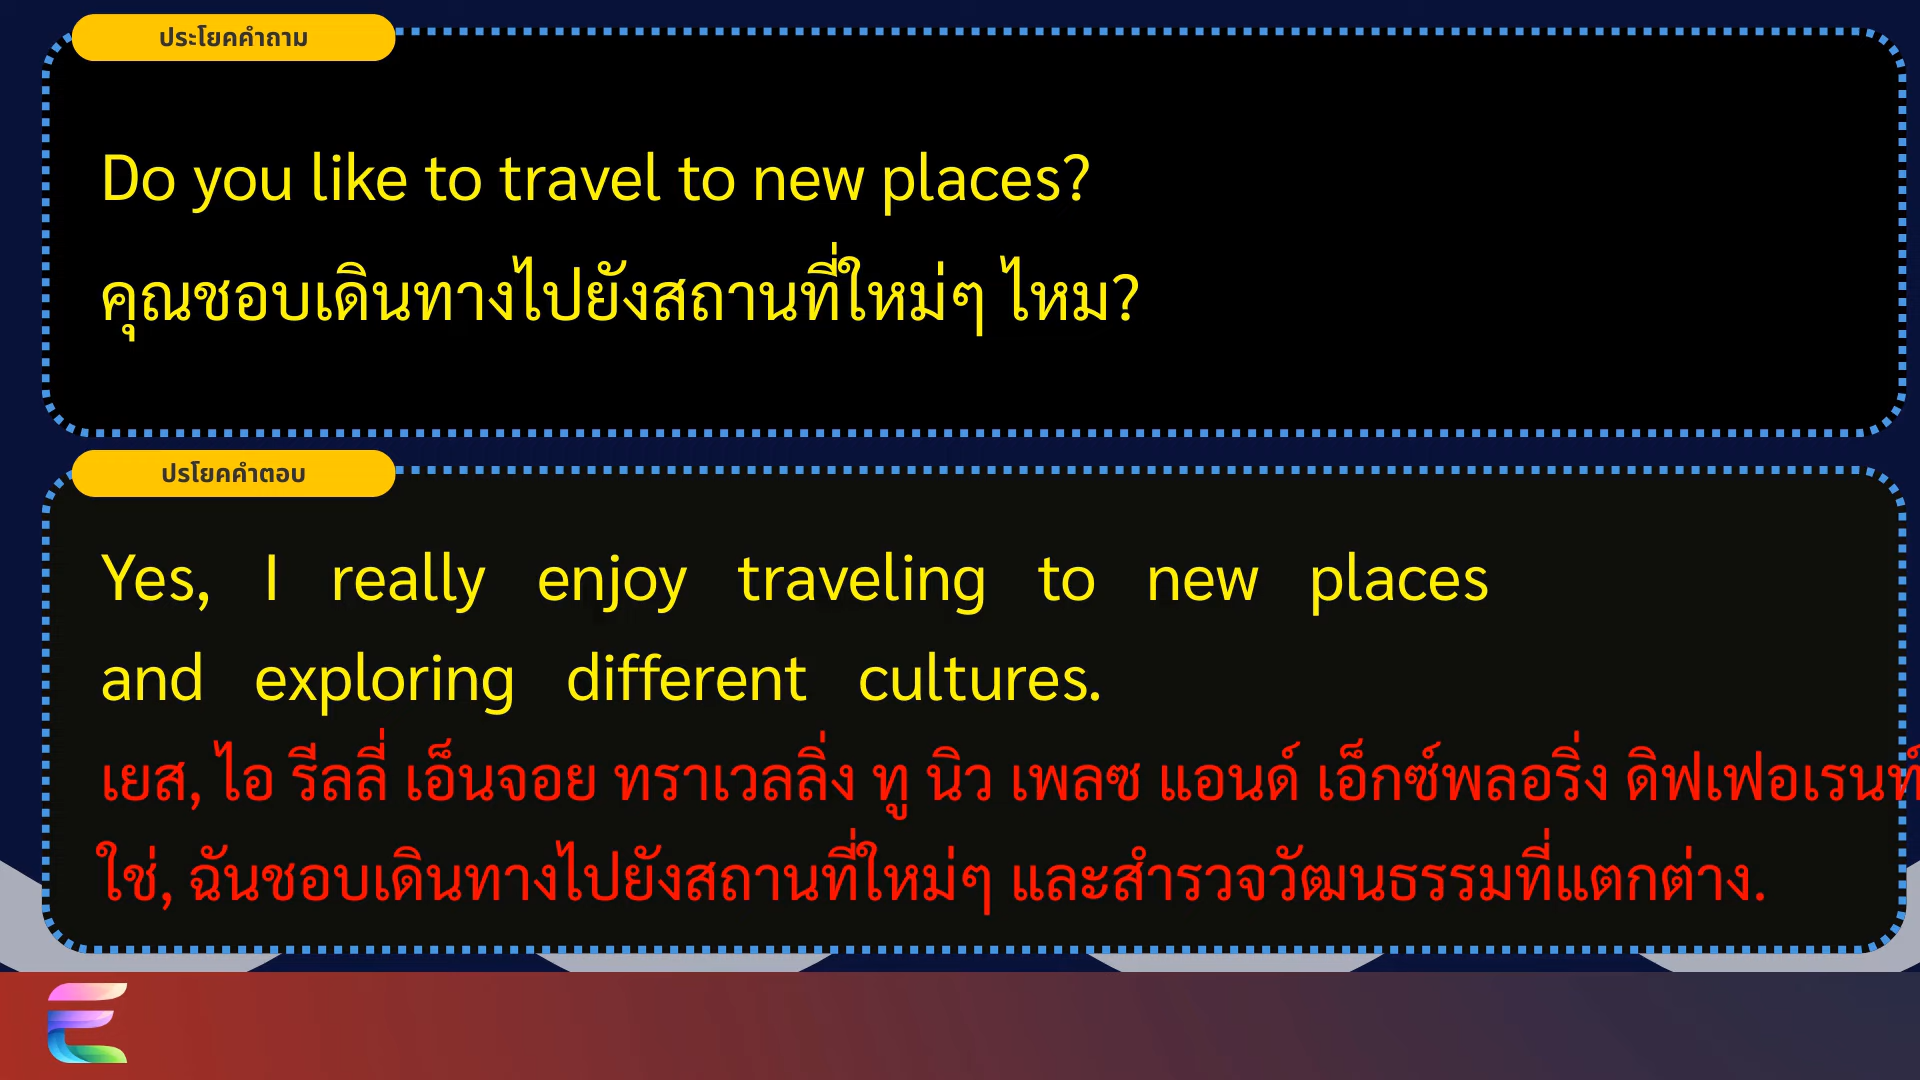 ประโยคคำถาม
Do you like to travel to new places?
คุณชอบเดินทางไปยังสถานที่ใหม่ๆ ไหม?
ปรโยคคำตอบ
Yes, I really enjoy traveling to new places
and exploring different cultures.
เยส, ไอ รีลลี่ เอ็นจอย ทราเวลลิ่ง ทู นิว เพลซ แอนด์ เอ็กซ์พลอริ่ง ดิฟเฟอเรนท์
ใช่, ฉันชอบเดินทางไปยังสถานที่ใหม่ๆ และสำรวจวัฒนธรรมที่แตกต่าง.